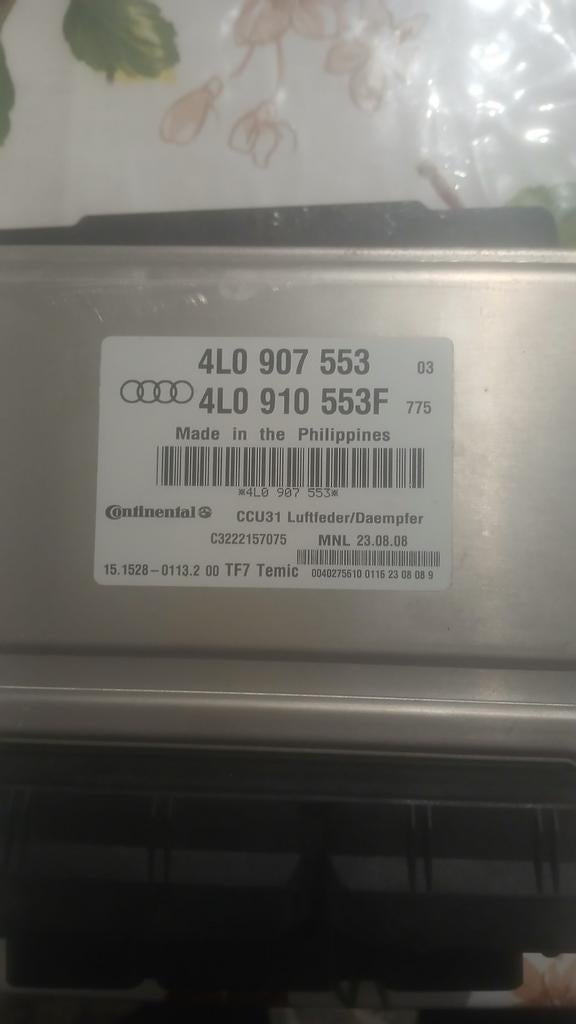 4L0 907 553 03
4L0 910 553F 775
Made in the Philippines
*4L0 907 553*
Continental CCU31 Luftfeder/Daempfer
C3222157075 MNL 23.08.08
15.1528-0113.2 00 TF7 Temic 0040275610 0116 23 08 08 9